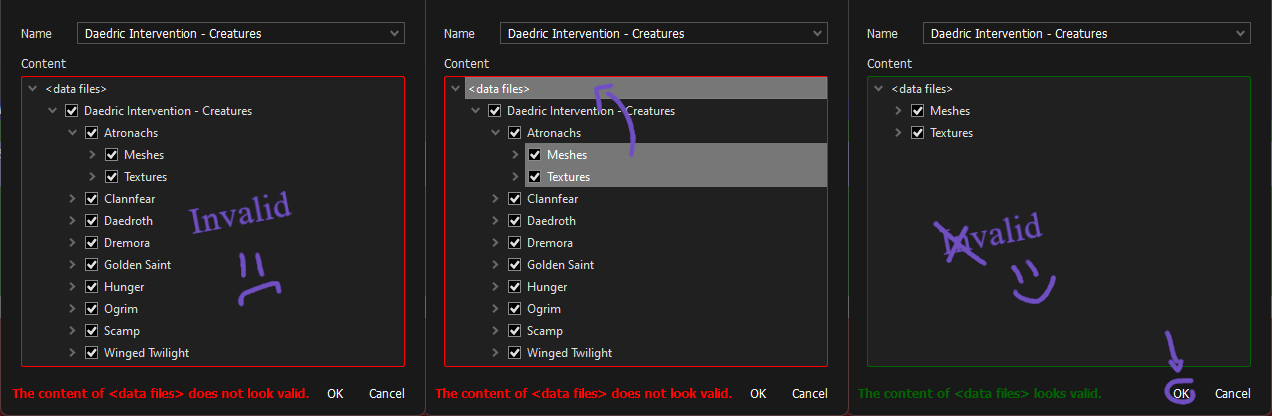 Name Daedric Intervention - Creatures
Content
<data files>
Daedric Intervention - Creatures
Atronachs
Meshes
Textures
Clannfear
Daedroth
Dremora
Golden Saint
Hunger
Ogrim
Scamp
Winged Twilight
Invalid
The content of <data files> does not look valid. OK Cancel
Name Daedric Intervention - Creatures
Content
<data files>
Daedric Intervention - Creatures
Atronachs
Meshes
Textures
Clannfear
Daedroth
Dremora
Golden Saint
Hunger
Ogrim
Scamp
Winged Twilight
The content of <data files> does not look valid. OK Cancel
Name Daedric Intervention - Creatures
Content
<data files>
Meshes
Textures
Invalid
The content of <data files> looks valid. OK Cancel